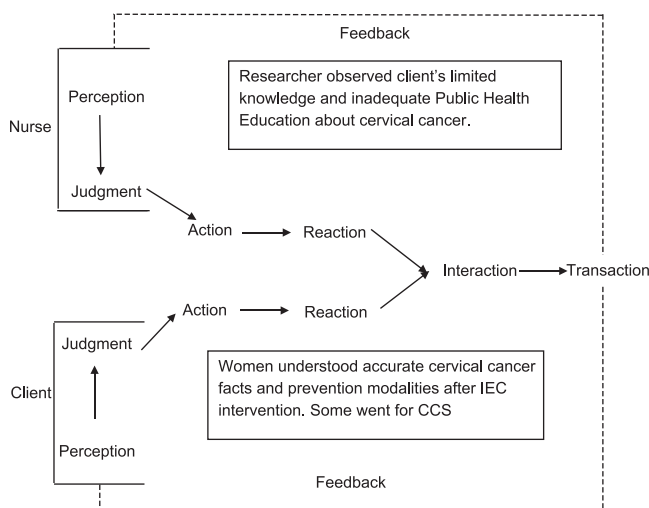 Feedback
Researcher observed client's limited
knowledge and inadequate Public Health
Education about cervical cancer.
Perception
Nurse
Judgment
Action
Reaction
Interaction
Transaction
Action
Reaction
Judgment
Women understood accurate cervical cancer
facts and prevention modalities after IEC
intervention. Some went for CCS
Client
Perception
Feedback